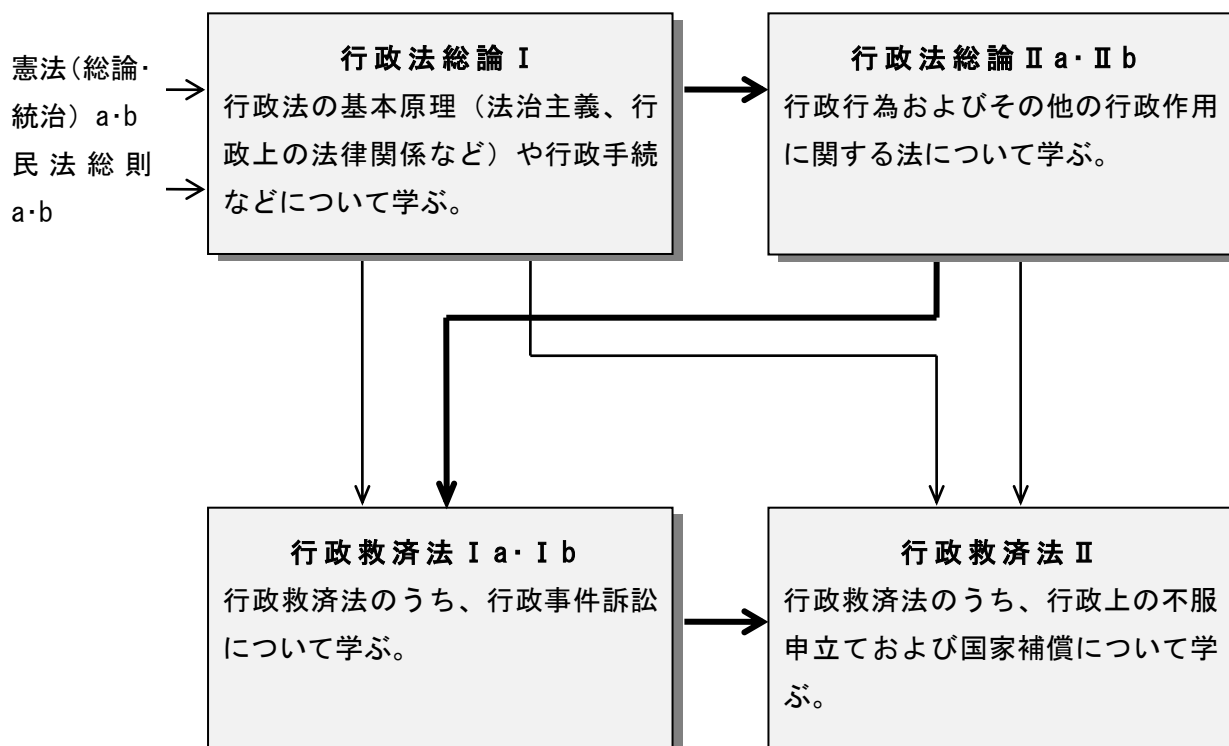 憲法(総論・
統治) a・b
民法総則
a・b
行政法総論Ⅰ
行政法の基本原理（法治主義、行
政上の法律関係など）や行政手続
などについて学ぶ。
行政法総論Ⅱa・Ⅱb
行政行為およびその他の行政作用
に関する法について学ぶ。
行政救済法Ⅰa・Ⅰb
行政救済法のうち、行政事件訴訟
について学ぶ。
行政救済法Ⅱ
行政救済法のうち、行政上の不服
申立ておよび国家補償について学
ぶ。